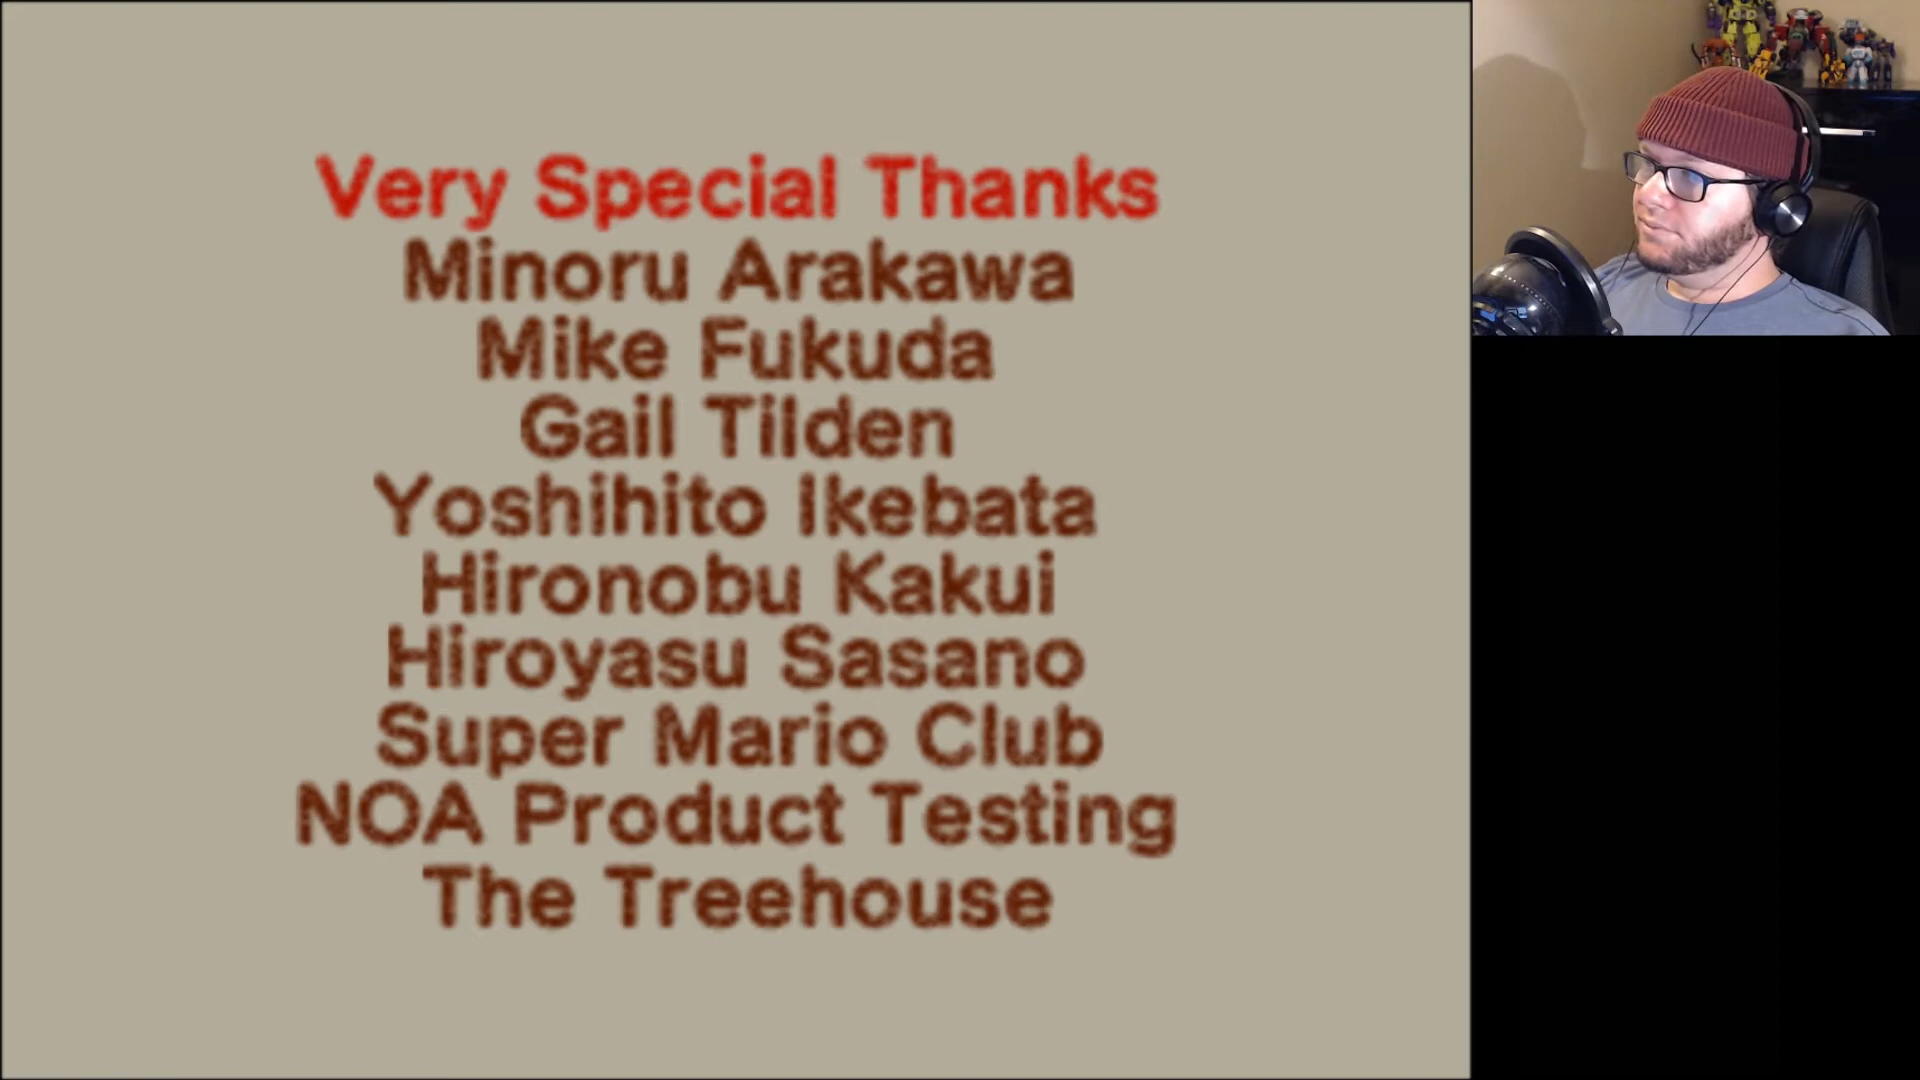 Very Special Thanks
Minoru Arakawa
Mike Fukuda
Gail Tilden
Yoshihito Ikebata
Hironobu Kakui
Hiroyasu Sasano
Super Mario Club
NOA Product Testing
The Treehouse